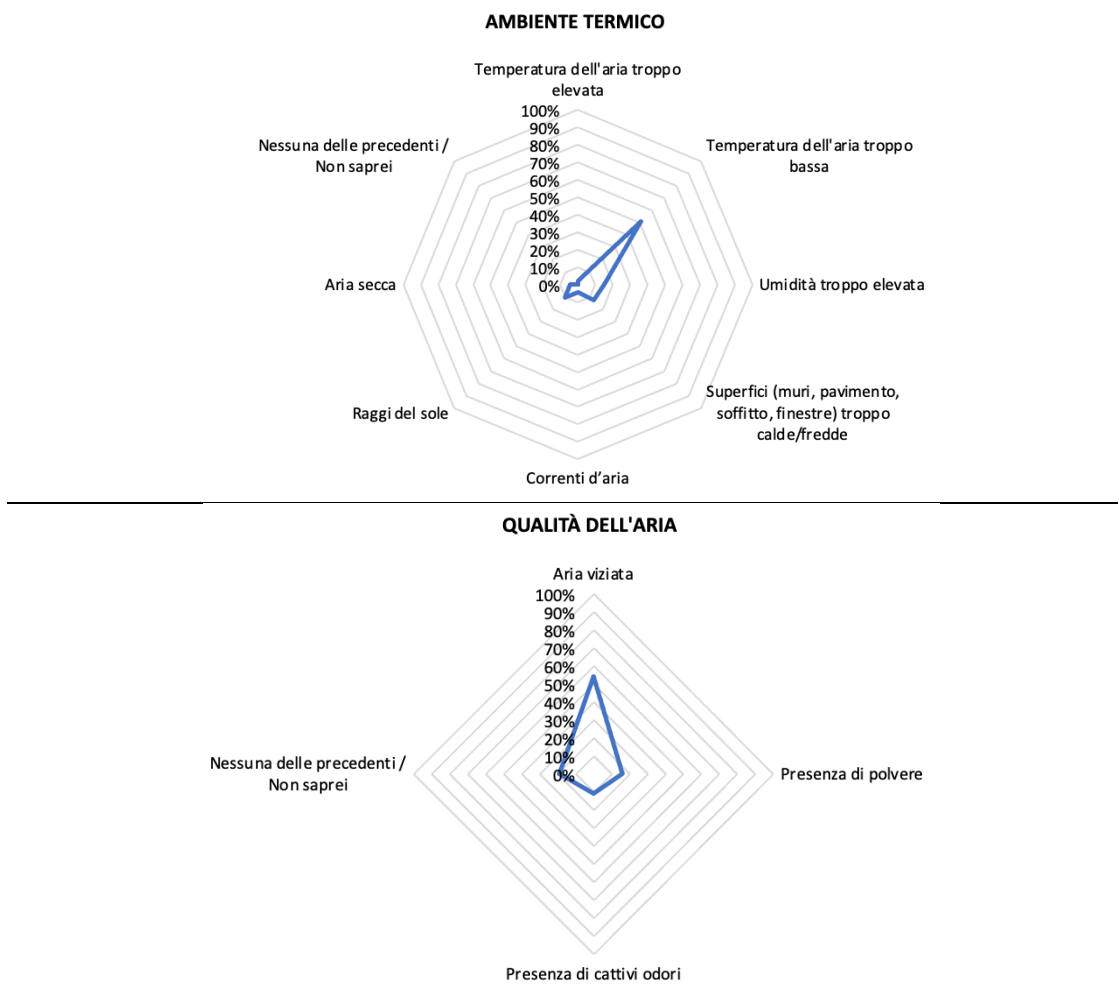 AMBIENTE TERMICO
Temperatura dell'aria troppo
elevata
100%
90%
80%
70%
60%
50%
40%
30%
20%
10%
0%
Temperatura dell'aria troppo
bassa
Umidità troppo elevata
Superfici (muri, pavimento,
soffitto, finestre) troppo
calde/fredde
Correnti d’aria
Raggi del sole
Aria secca
Nessuna delle precedenti /
Non saprei
QUALITÀ DELL'ARIA
Aria viziata
100%
90%
80%
70%
60%
50%
40%
30%
20%
10%
0%
Presenza di polvere
Presenza di cattivi odori
Nessuna delle precedenti /
Non saprei